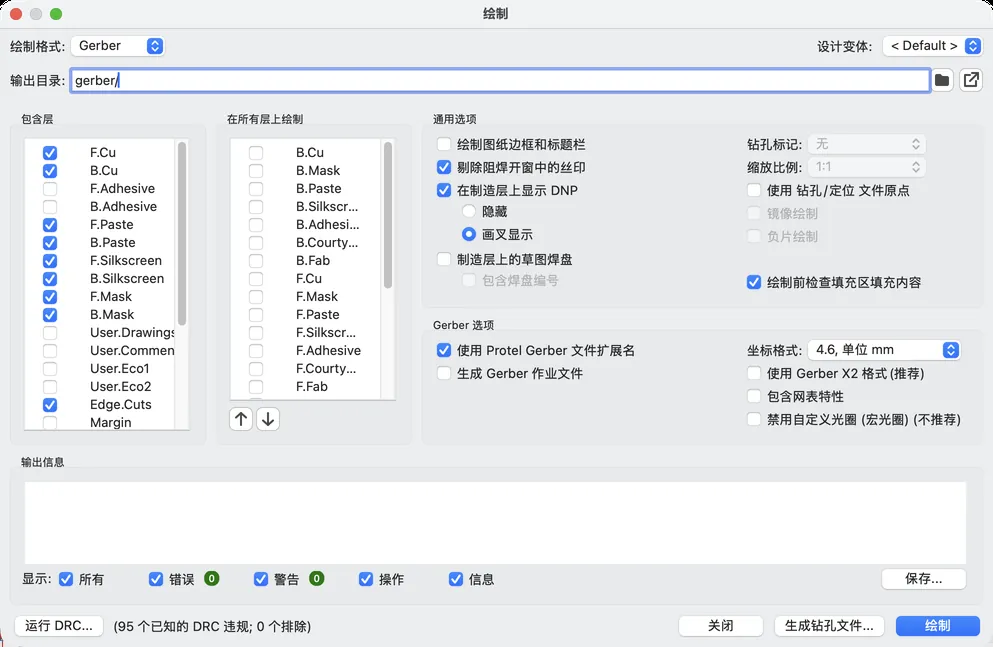 绘制
绘制格式: Gerber 设计变体: < Default >
输出目录: gerber/
包含层
F.Cu
B.Cu
F.Adhesive
B.Adhesive
F.Paste
B.Paste
F.Silkscreen
B.Silkscreen
F.Mask
B.Mask
User.Drawings
User.Commen
User.Eco1
User.Eco2
Edge.Cuts
Margin
在所有层上绘制
B.Cu
B.Mask
B.Paste
B.Silkscr...
B.Adhesi...
B.Courty...
B.Fab
F.Cu
F.Mask
F.Paste
F.Silkscr...
F.Adhesive
F.Courty...
F.Fab
通用选项
绘制图纸边框和标题栏
剔除阻焊开窗中的丝印
在制造层上显示 DNP
隐藏
画叉显示
制造层上的草图焊盘
包含焊盘编号
钻孔标记: 无
缩放比例: 1:1
使用 钻孔/定位 文件原点
镜像绘制
负片绘制
绘制前检查填充区填充内容
Gerber 选项
使用 Protel Gerber 文件扩展名
生成 Gerber 作业文件
坐标格式: 4.6, 单位 mm
使用 Gerber X2 格式(推荐)
包含网表特性
禁用自定义光圈 (宏光圈) (不推荐)
输出信息
显示: 所有 错误 0 警告 0 操作 信息 保存...
运行 DRC... (95 个已知的 DRC 违规; 0 个排除) 关闭 生成钻孔文件... 绘制